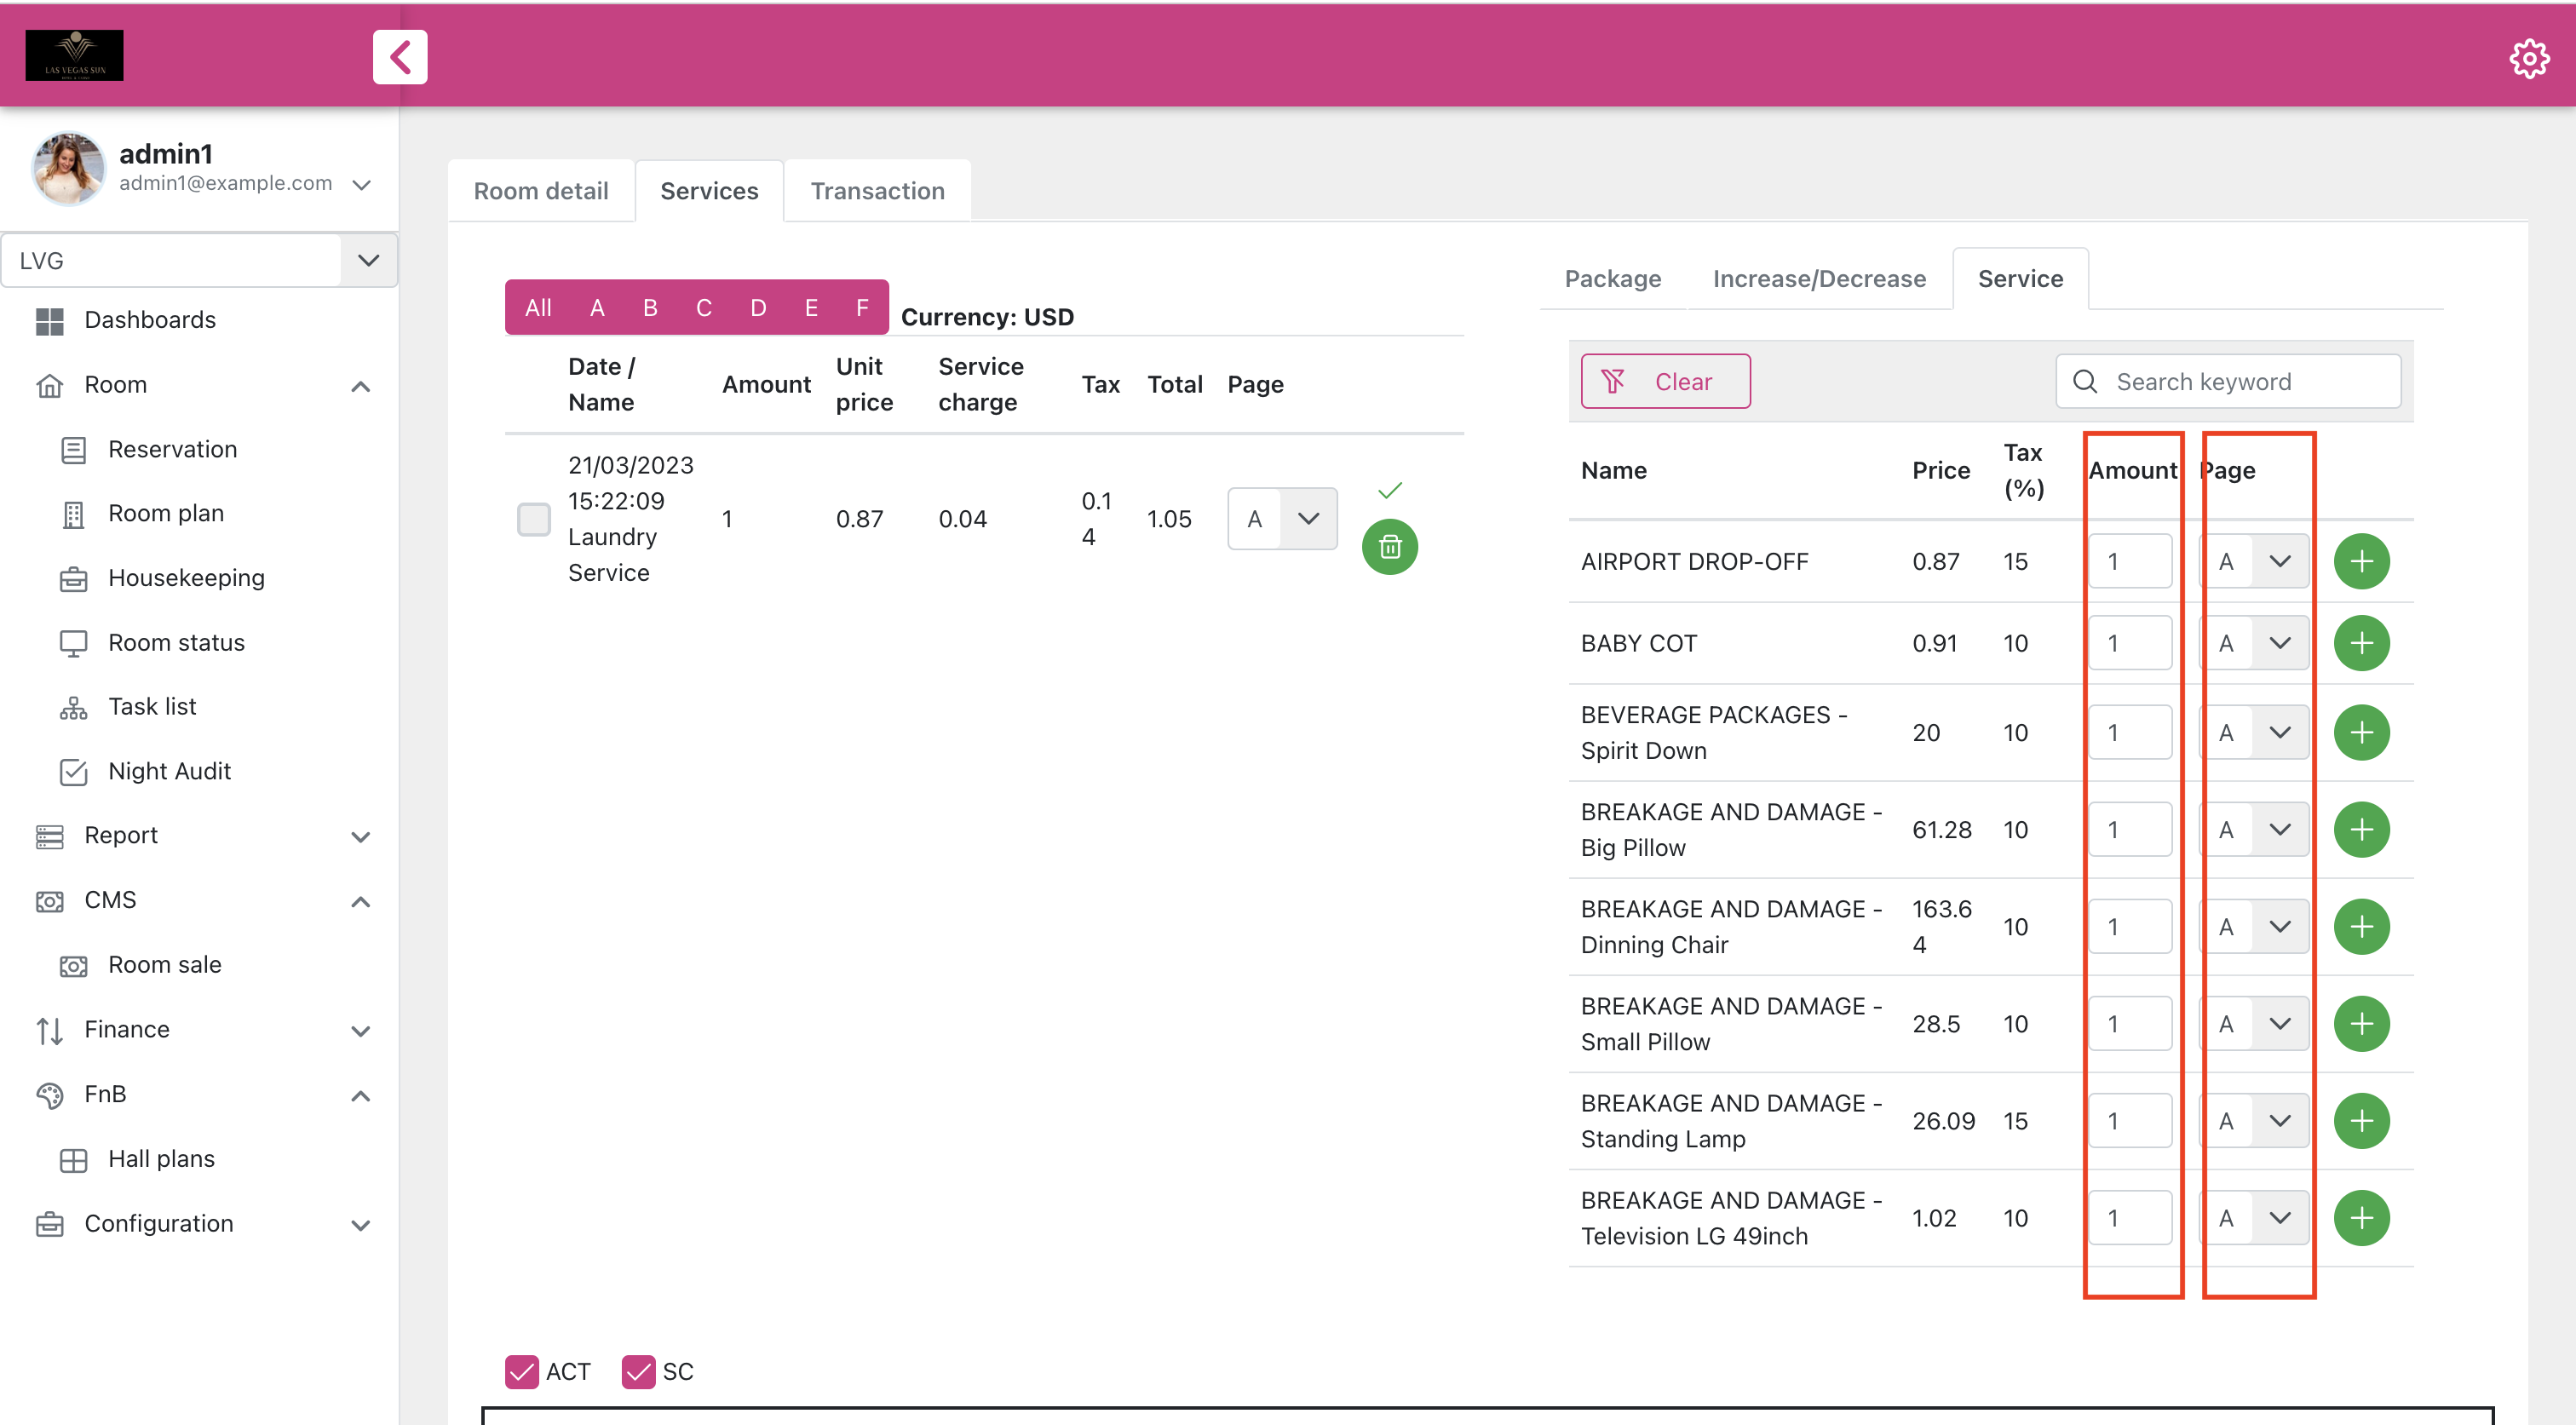 LAS VEGAS SUN
admin1
admin1@example.com
LVG
Dashboards
Room
Reservation
Room plan
Housekeeping
Room status
Task list
Night Audit
Report
CMS
Room sale
Finance
FnB
Hall plans
Configuration
Room detail Services Transaction
All A B C D E F Currency: USD
Date / Name Amount Unit price Service charge Tax Total Page
21/03/2023
15:22:09
Laundry
Service
1 0.87 0.04 0.1
4
1.05 A
Package Increase/Decrease Service
Clear Search keyword
Name Price Tax (%) Amount Page
AIRPORT DROP-OFF 0.87 15 1 A
BABY COT 0.91 10 1 A
BEVERAGE PACKAGES -
Spirit Down
20 10 1 A
BREAKAGE AND DAMAGE -
Big Pillow
61.28 10 1 A
BREAKAGE AND DAMAGE -
Dinning Chair
163.6
4
10 1 A
BREAKAGE AND DAMAGE -
Small Pillow
28.5 10 1 A
BREAKAGE AND DAMAGE -
Standing Lamp
26.09 15 1 A
BREAKAGE AND DAMAGE -
Television LG 49inch
1.02 10 1 A
ACT SC